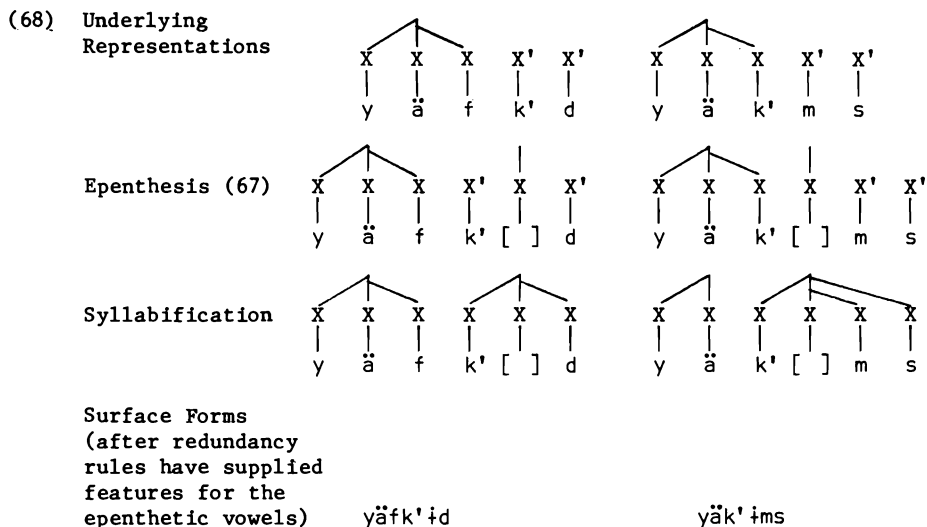 (68) Underlying
Representations
X X X X' X' X X X X' X'
y ä f k' d y ä k' m s
Epenthesis (67) X X X X' X X' X X X X X' X'
y ä f k' [ ] d y ä k' [ ] m s
Syllabification X X X X X X X X X X X X
y ä f k' [ ] d y ä k' [ ] m s
Surface Forms
(after redundancy
rules have supplied
features for the
epenthetic vowels) yäfk'ɨd yäk'ɨms